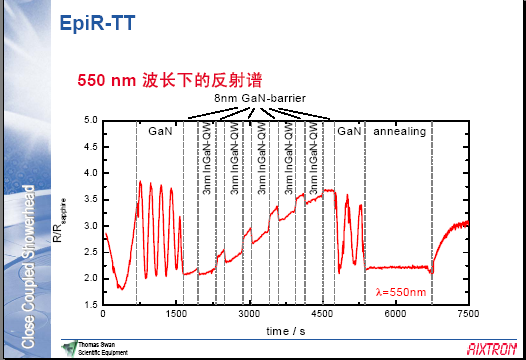 EpiR-TT
550 nm 波长下的反射谱
8nm GaN-barrier
GaN
3nm InGaN-QW
3nm InGaN-QW
3nm InGaN-QW
3nm InGaN-QW
3nm InGaN-QW
GaN
annealing
5.0
4.5
4.0
3.5
3.0
2.5
2.0
1.5
R/Rsapphire
λ=550nm
0
1500
3000
4500
6000
7500
time / s
Close Coupled Showerhead
Thomas Swan
Scientific Equipment
AIXTRON